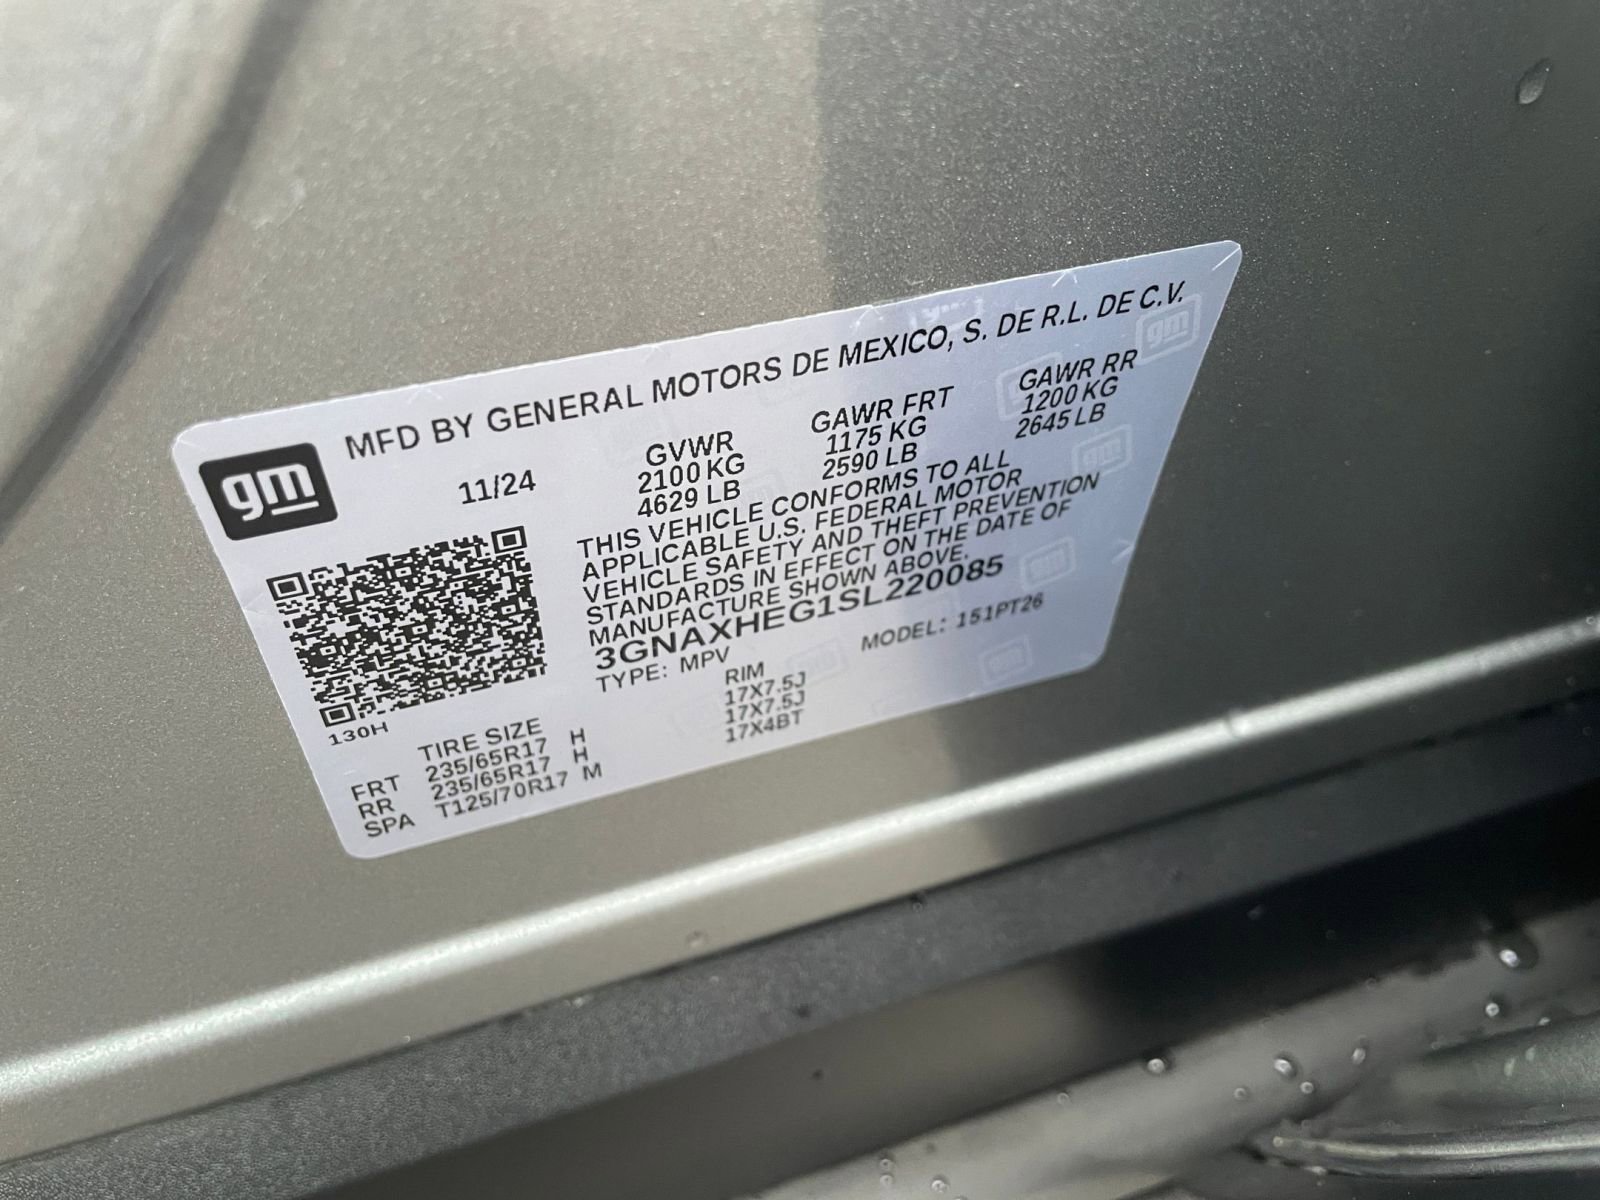 MFD BY GENERAL MOTORS DE MEXICO, S. DE R.L. DE C.V.
gm
11/24
GVWR GAWR FRT GAWR RR
2100 KG 1175 KG 1200 KG
4629 LB 2590 LB 2645 LB
THIS VEHICLE CONFORMS TO ALL
APPLICABLE U.S. FEDERAL MOTOR
VEHICLE SAFETY AND THEFT PREVENTION
STANDARDS IN EFFECT ON THE DATE OF
MANUFACTURE SHOWN ABOVE.
3GNAXHEG1SL220085
TYPE: MPV MODEL: 151PT26
130H
TIRE SIZE RIM
FRT 235/65R17 H 17X7.5J
RR 235/65R17 H 17X7.5J
SPA T125/70R17 M 17X4BT